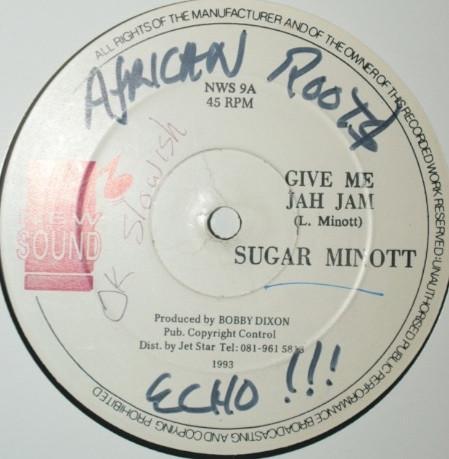 ALL RIGHTS OF THE MANUFACTURER AND OF THE OWNER OF THIS RECORDED WORK RESERVED. UNAUTHORISED PUBLIC PERFORMANCE BROADCASTING AND COPYING PROHIBITED
AFRICAN ROOTS
NWS 9A
45 RPM
NEW
SOUND
OK slowish
GIVE ME
JAH JAM
(L. Minott)
SUGAR MINOTT
Produced by BOBBY DIXON
Pub. Copyright Control
Dist. by Jet Star Tel: 081-961
1993
ECHO!!!